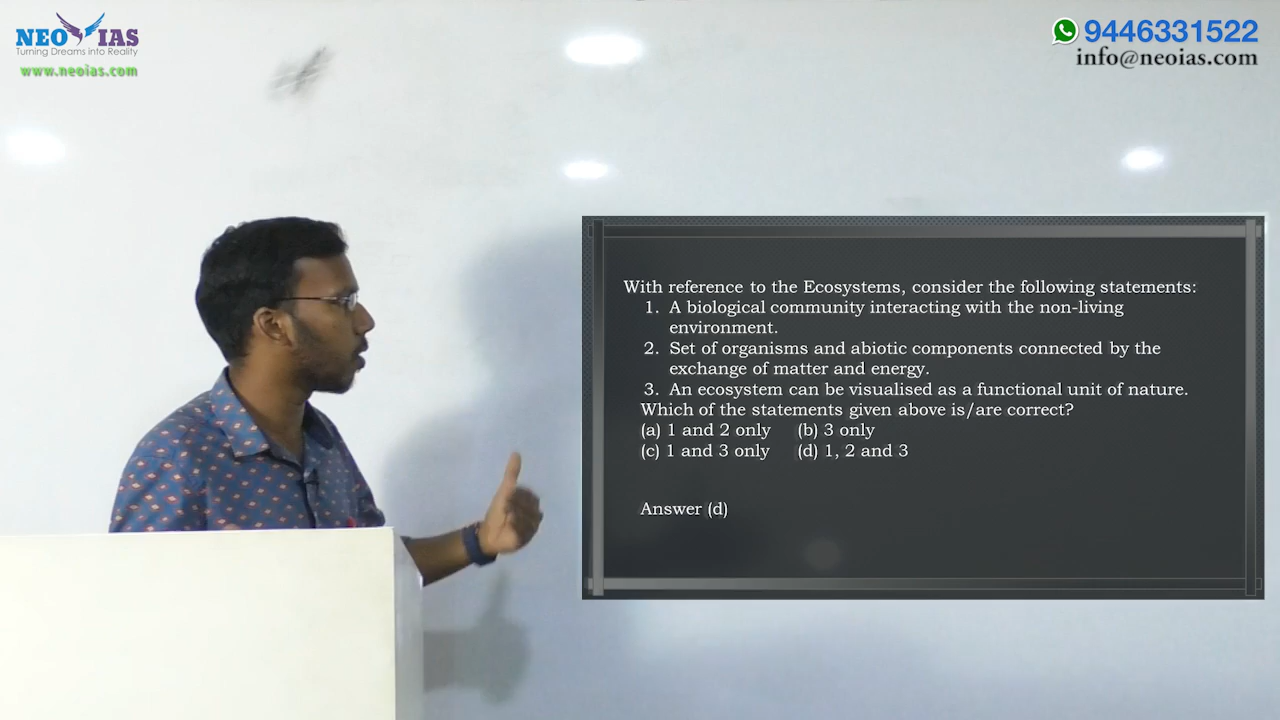 NEO IAS
Turning Dreams into Reality
www.neoias.com
9446331522
info@neoias.com
With reference to the Ecosystems, consider the following statements:
1. A biological community interacting with the non-living
environment.
2. Set of organisms and abiotic components connected by the
exchange of matter and energy.
3. An ecosystem can be visualised as a functional unit of nature.
Which of the statements given above is/are correct?
(a) 1 and 2 only (b) 3 only
(c) 1 and 3 only (d) 1, 2 and 3
Answer (d)